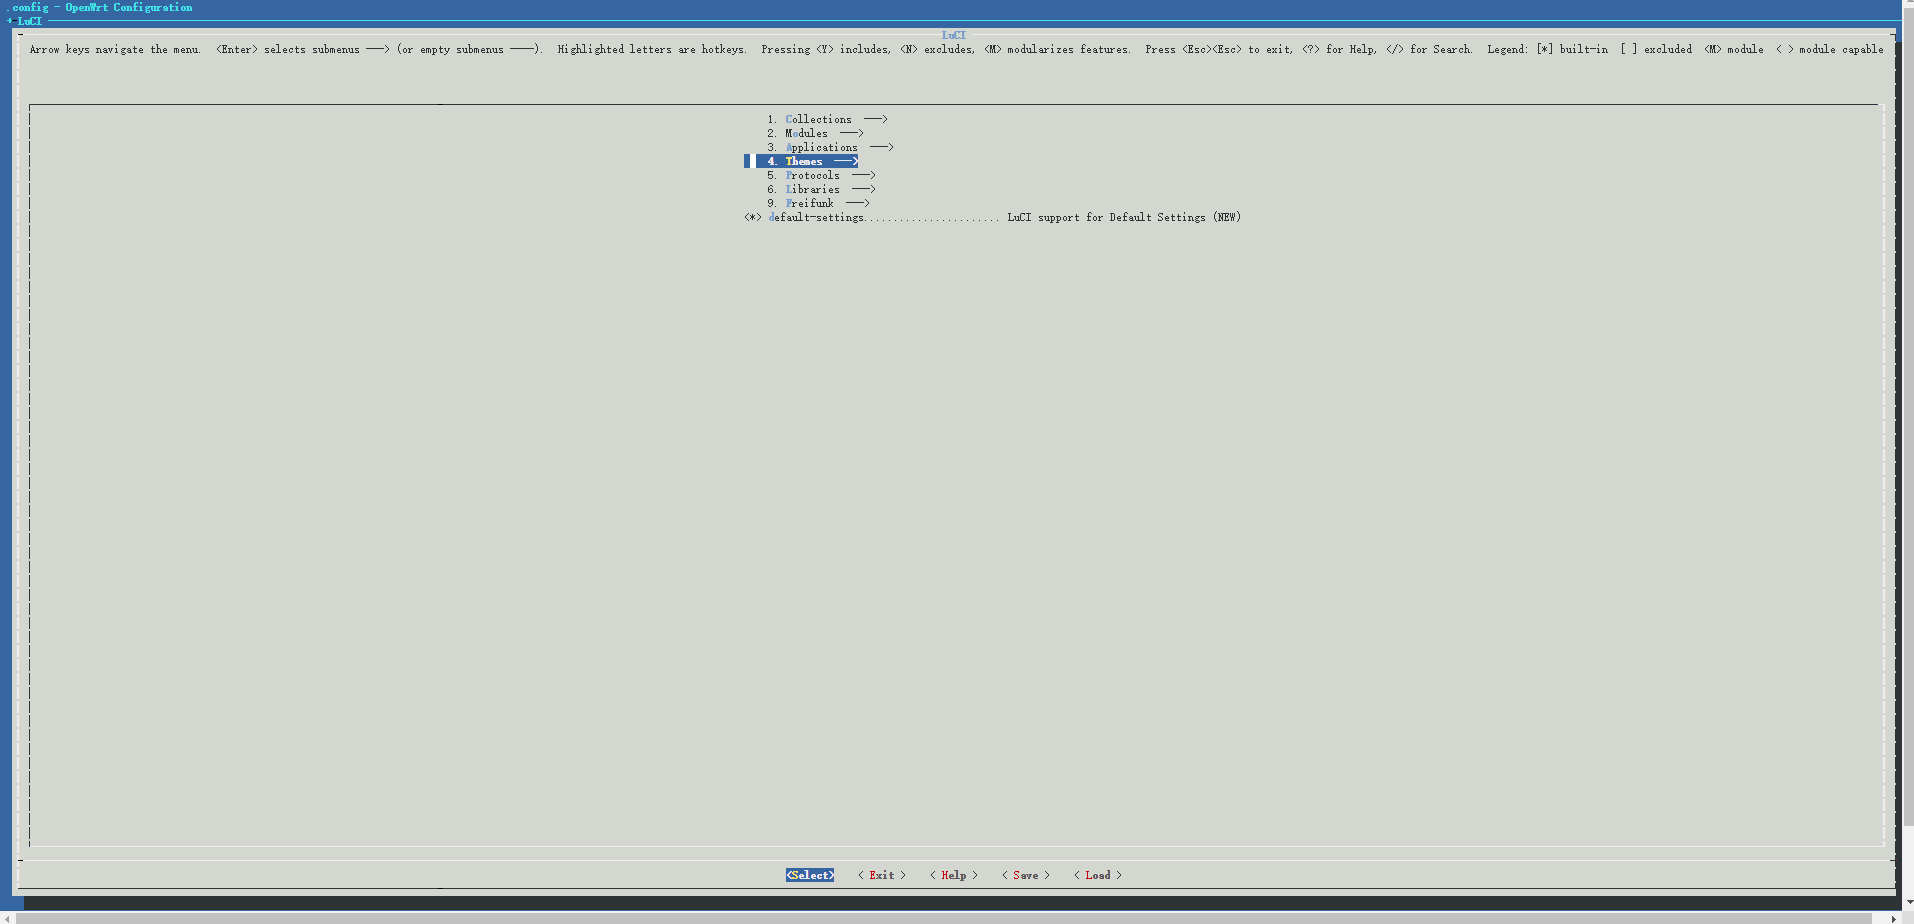 .config - OpenWrt Configuration
LuCI
LuCI
Arrow keys navigate the menu.  <Enter> selects submenus ---> (or empty submenus ----).  Highlighted letters are hotkeys.  Pressing <Y> includes, <N> excludes, <M> modularizes features.  Press <Esc><Esc> to exit, <?> for Help, </> for Search.  Legend: [*] built-in  [ ] excluded  <M> module  < > module capable
1. Collections  --->
2. Modules  --->
3. Applications  --->
4. Themes  --->
5. Protocols  --->
6. Libraries  --->
9. Freifunk  --->
<*> default-settings....................... LuCI support for Default Settings (NEW)
<Select>    < Exit >    < Help >    < Save >    < Load >